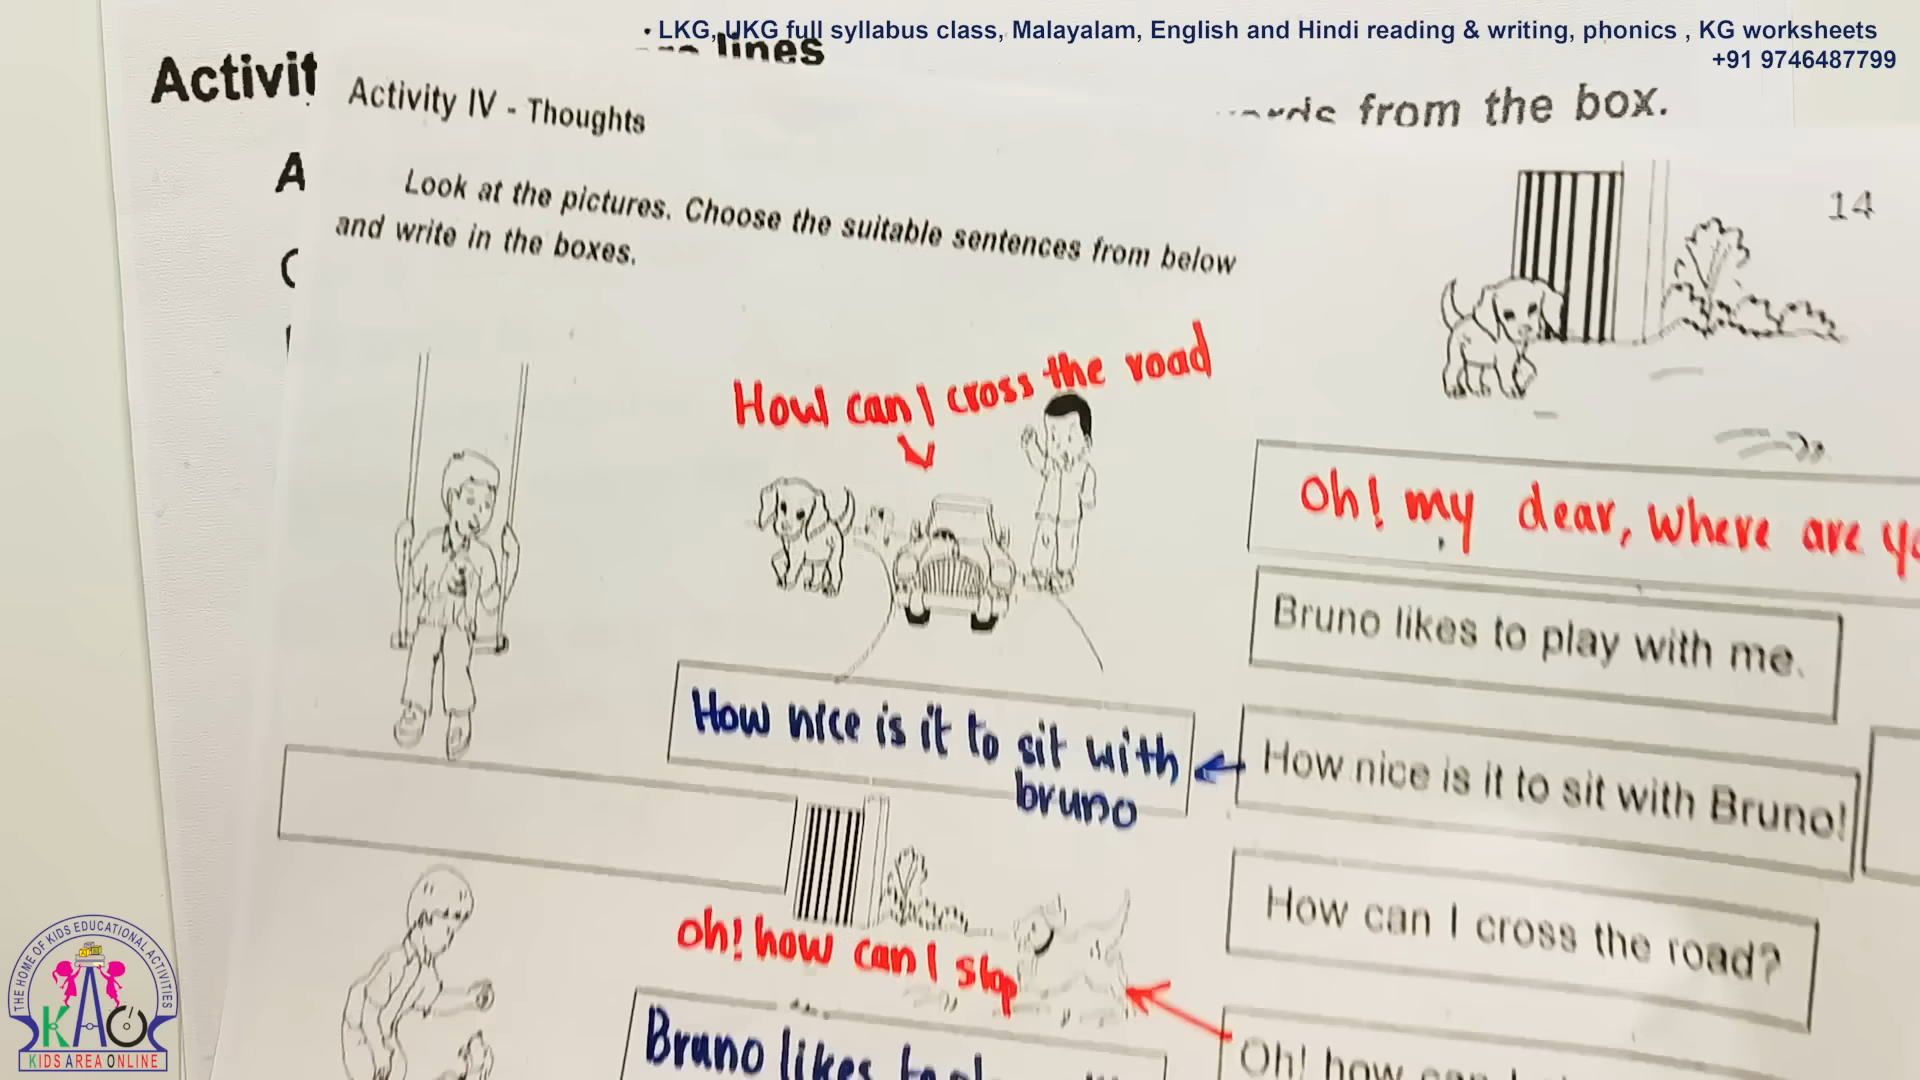 • LKG, UKG full syllabus class, Malayalam, English and Hindi reading & writing, phonics , KG worksheets
+91 9746487799
lines
Activit
from the box.
Activity IV - Thoughts
14
A
Look at the pictures. Choose the suitable sentences from below
and write in the boxes.
How can I cross the road
Oh! my dear, where are
Bruno likes to play with me.
How nice is it to sit with
bruno
How nice is it to sit with Bruno!
How can I cross the road?
oh! how can I stop
Oh! how can I
Bruno likes
THE HOME OF KIDS EDUCATIONAL ACTIVITIES
KAO
KIDS AREA ONLINE